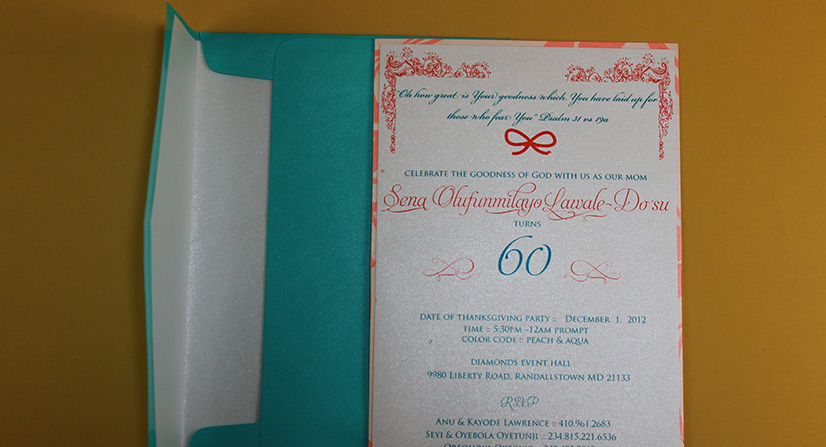 "Oh how great is Your goodness which You have laid up for
those who fear You" Psalm 31 vs 19a
CELEBRATE THE GOODNESS OF GOD WITH US AS OUR MOM
Sena Olufunmilayo Lawale-Do'su
TURNS
60
DATE OF THANKSGIVING PARTY :: DECEMBER 1, 2012
TIME :: 5:30PM -12AM PROMPT
COLOR CODE :: PEACH & AQUA
DIAMONDS EVENT HALL
9980 LIBERTY ROAD, RANDALLSTOWN MD 21133
RSVP
ANU & KAYODE LAWRENCE :: 410.961.2683
SEYI & OYEBOLA OYETUNJI :: 234.815.221.6536